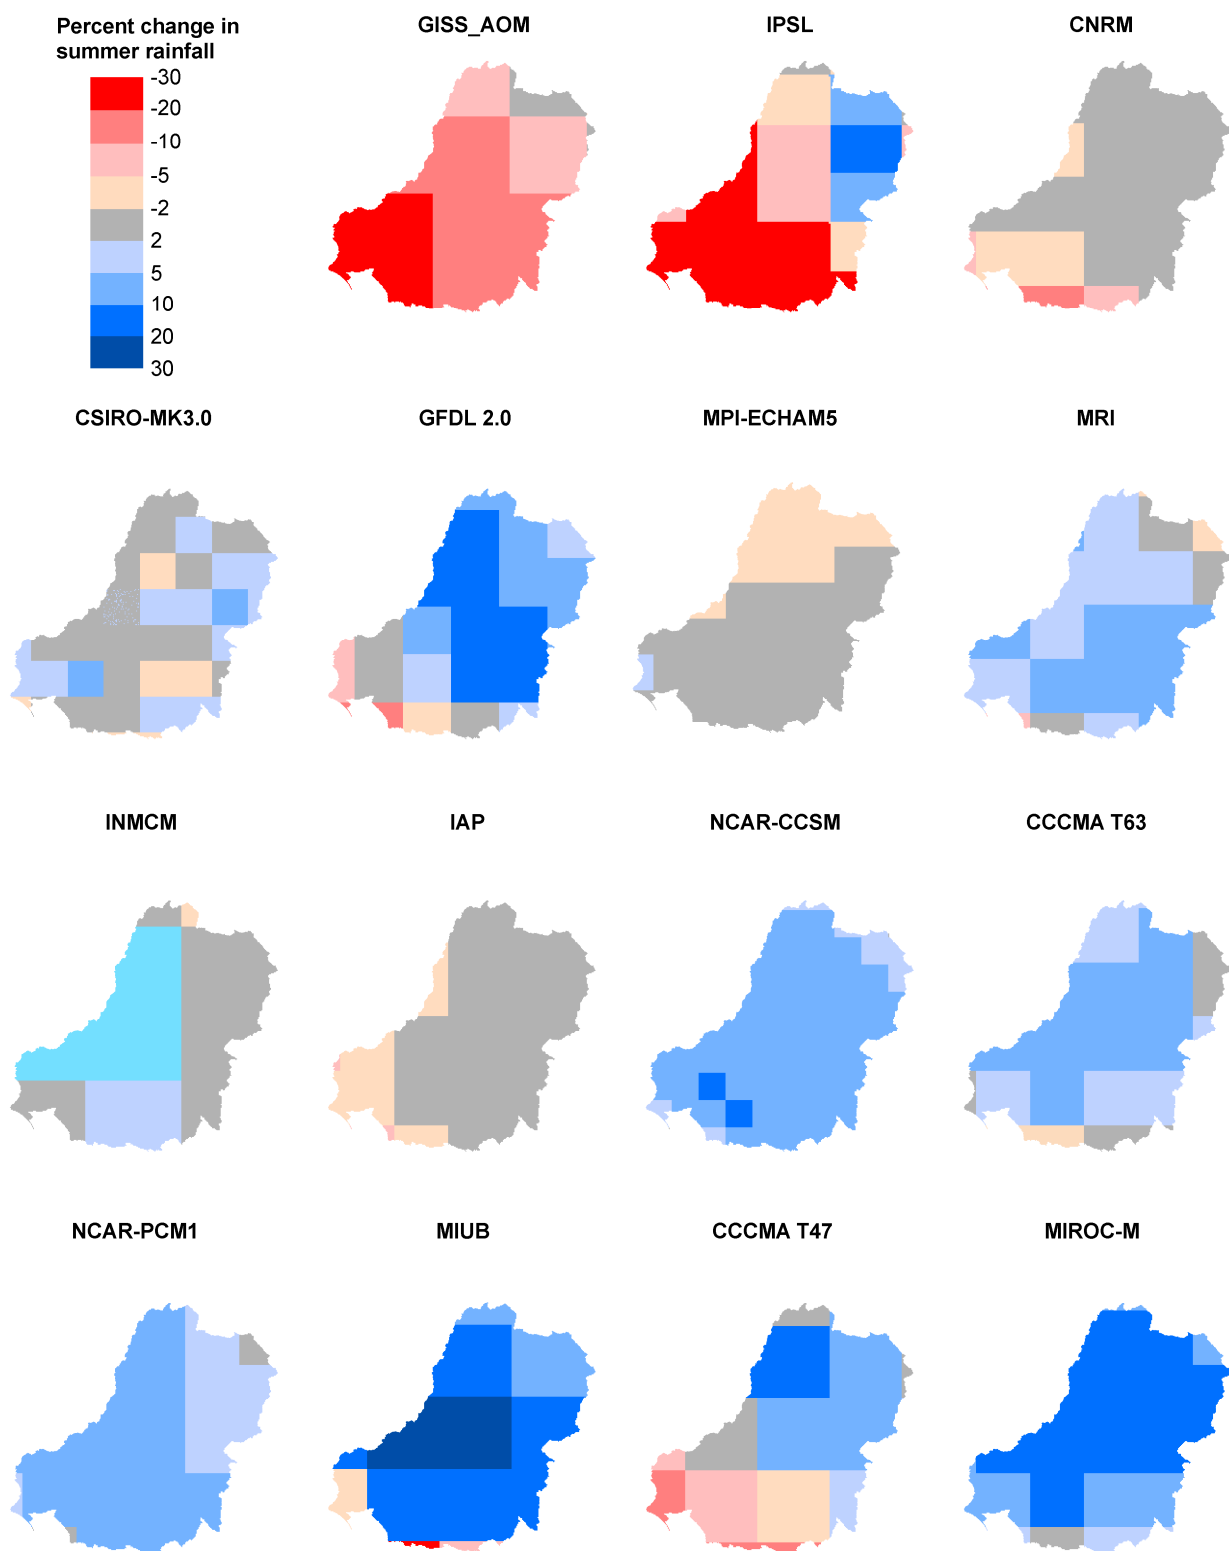 Percent change in
summer rainfall
-30
-20
-10
-5
-2
2
5
10
20
30
GISS_AOM
IPSL
CNRM
CSIRO-MK3.0
GFDL 2.0
MPI-ECHAM5
MRI
INMCM
IAP
NCAR-CCSM
CCCMA T63
NCAR-PCM1
MIUB
CCCMA T47
MIROC-M